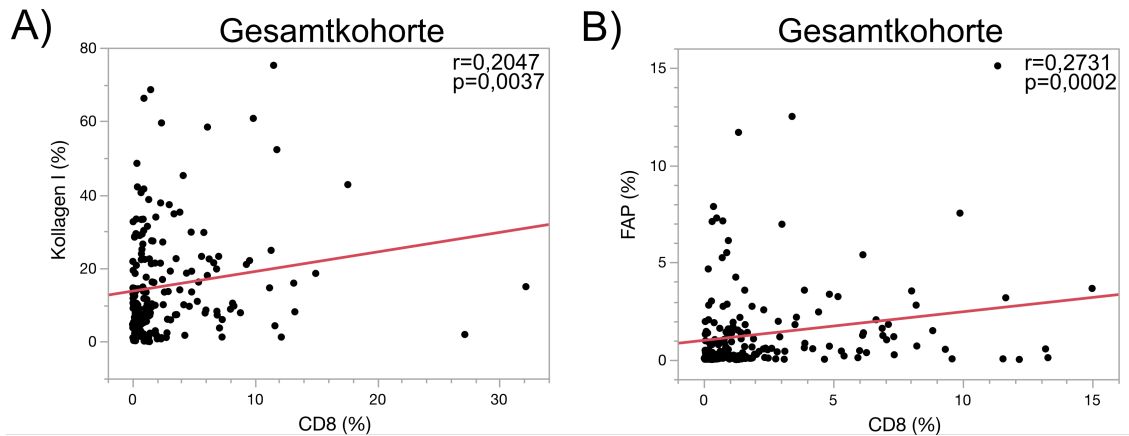 A)
Gesamtkohorte
r=0,2047
p=0,0037
80
60
40
20
0
Kollagen I (%)
0
10
20
30
CD8 (%)
B)
Gesamtkohorte
r=0,2731
p=0,0002
15
10
5
0
FAP (%)
0
5
10
15
CD8 (%)